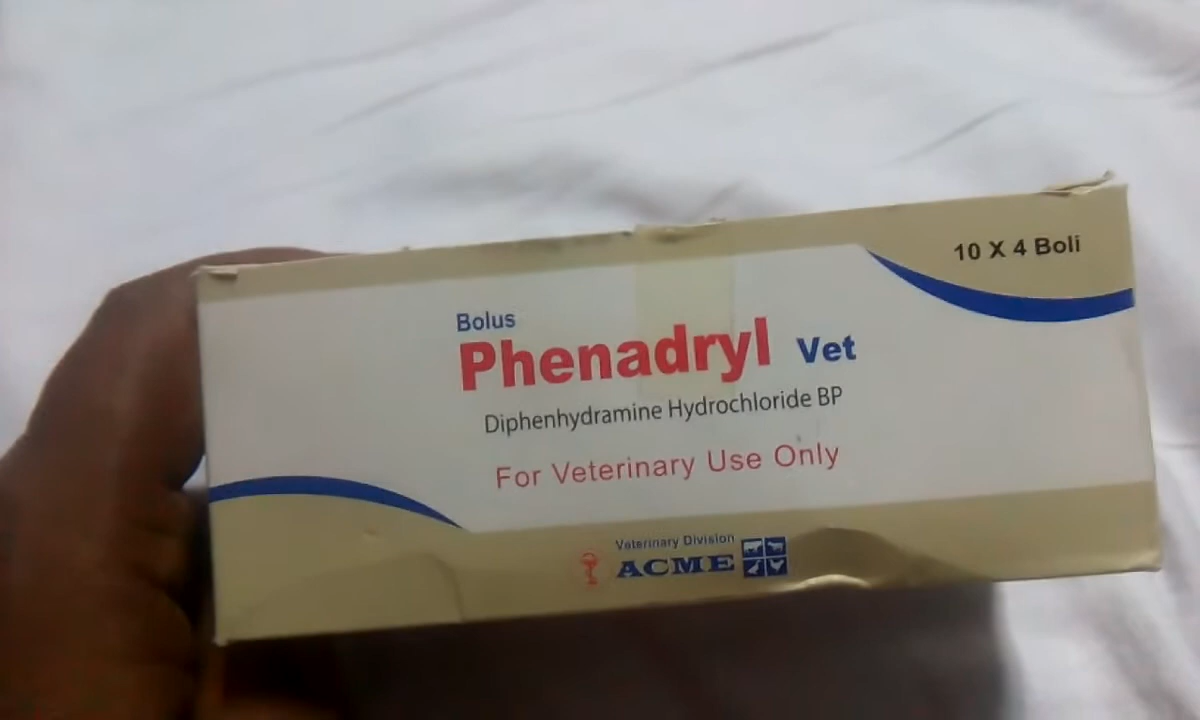 10 X 4 Boli
Bolus
Phenadryl Vet
Diphenhydramine Hydrochloride BP
For Veterinary Use Only
Veterinary Division
ACME